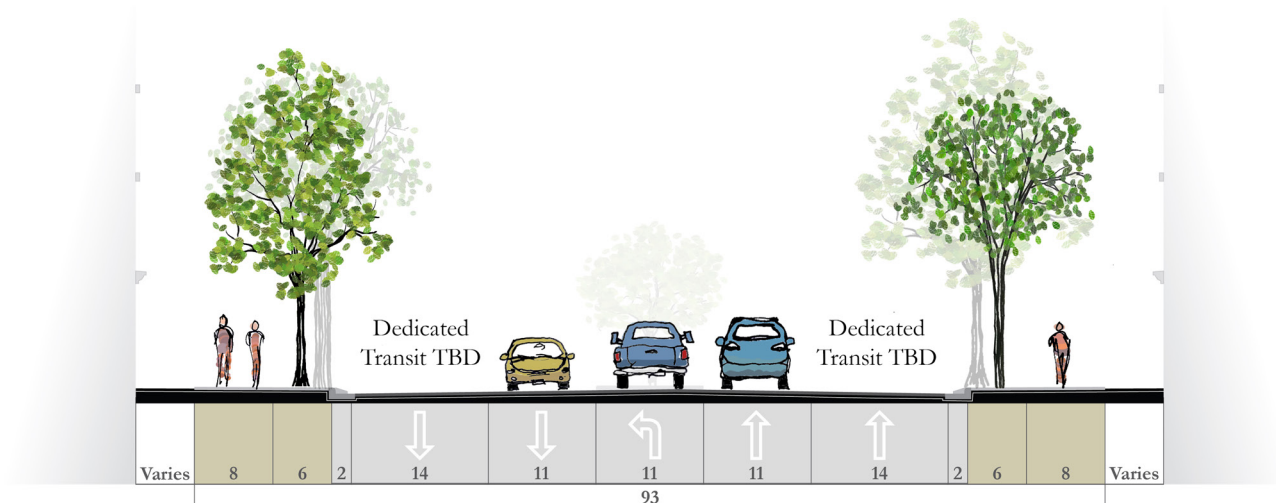 Dedicated
Transit TBD
Dedicated
Transit TBD
Varies 8 6 2 14 11 11 11 14 2 6 8 Varies
93